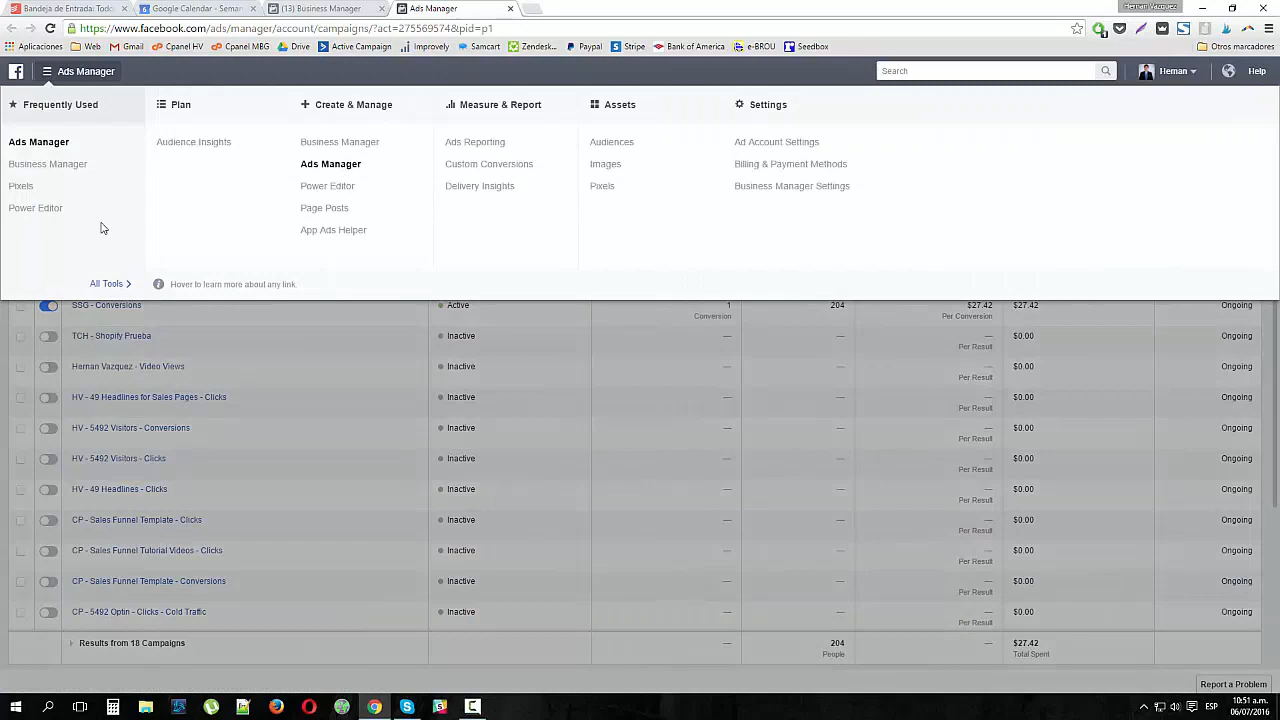 Bandeja de Entrada: Todo
Google Calendar - Seman
(13) Business Manager
Ads Manager
Hernan Vazquez
https://www.facebook.com/ads/manager/account/campaigns/?act=275569574&pid=p1
Aplicaciones Web Gmail Cpanel HV Cpanel MBG Drive Active Campaign Improvely Samcart Zendesk... Paypal Stripe Bank of America e-BROU Seedbox Otros marcadores
Ads Manager Search Hernan Help
Frequently Used
Ads Manager
Business Manager
Pixels
Power Editor
All Tools
Plan
Audience Insights
Create & Manage
Business Manager
Ads Manager
Power Editor
Page Posts
App Ads Helper
Measure & Report
Ads Reporting
Custom Conversions
Delivery Insights
Assets
Audiences
Images
Pixels
Settings
Ad Account Settings
Billing & Payment Methods
Business Manager Settings
Hover to learn more about any link.
SSG - Conversions Active 1 204 $27.42 $27.42 Ongoing
Conversion Per Conversion
TCH - Shopify Prueba Inactive — — — $0.00 Ongoing
Per Result
Hernan Vazquez - Video Views Inactive — — — $0.00 Ongoing
Per Result
HV - 49 Headlines for Sales Pages - Clicks Inactive — — — $0.00 Ongoing
Per Result
HV - 5492 Visitors - Conversions Inactive — — — $0.00 Ongoing
Per Result
HV - 5492 Visitors - Clicks Inactive — — — $0.00 Ongoing
Per Result
HV - 49 Headlines - Clicks Inactive — — — $0.00 Ongoing
Per Result
CP - Sales Funnel Template - Clicks Inactive — — — $0.00 Ongoing
Per Result
CP - Sales Funnel Tutorial Videos - Clicks Inactive — — — $0.00 Ongoing
Per Result
CP - Sales Funnel Template - Conversions Inactive — — — $0.00 Ongoing
Per Result
CP - 5492 Optin - Clicks - Cold Traffic Inactive — — — $0.00 Ongoing
Per Result
Results from 18 Campaigns — 204 — $27.42
People Total Spent
Report a Problem
ESP
10:51 a.m.
06/07/2016